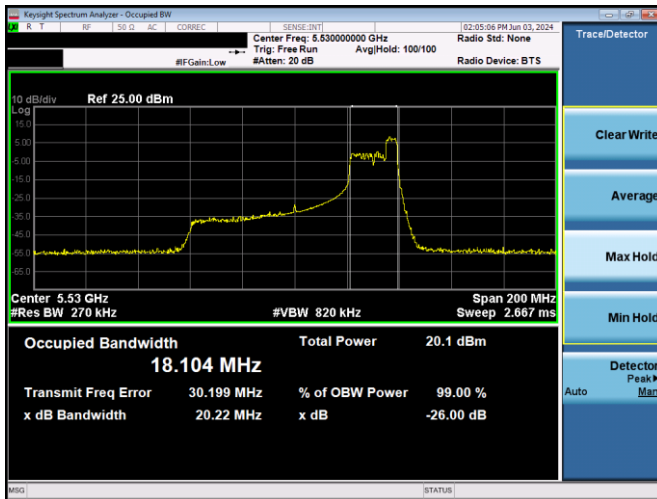 Keysight Spectrum Analyzer - Occupied BW
R T RF 50 Ω AC CORREC SENSE:INT 02:05:06 PM Jun 03, 2024
Center Freq: 5.530000000 GHz Radio Std: None
Trig: Free Run Avg|Hold: 100/100
#IFGain:Low #Atten: 20 dB Radio Device: BTS
Trace/Detector
10 dB/div Ref 25.00 dBm
Log
15.0
5.00
-5.00
-15.0
-25.0
-35.0
-45.0
-55.0
-65.0
Center 5.53 GHz Span 200 MHz
#Res BW 270 kHz #VBW 820 kHz Sweep 2.667 ms
Occupied Bandwidth Total Power 20.1 dBm
18.104 MHz
Transmit Freq Error 30.199 MHz % of OBW Power 99.00 %
x dB Bandwidth 20.22 MHz x dB -26.00 dB
Clear Write
Average
Max Hold
Min Hold
Detector
Peak
Auto Man
MSG STATUS